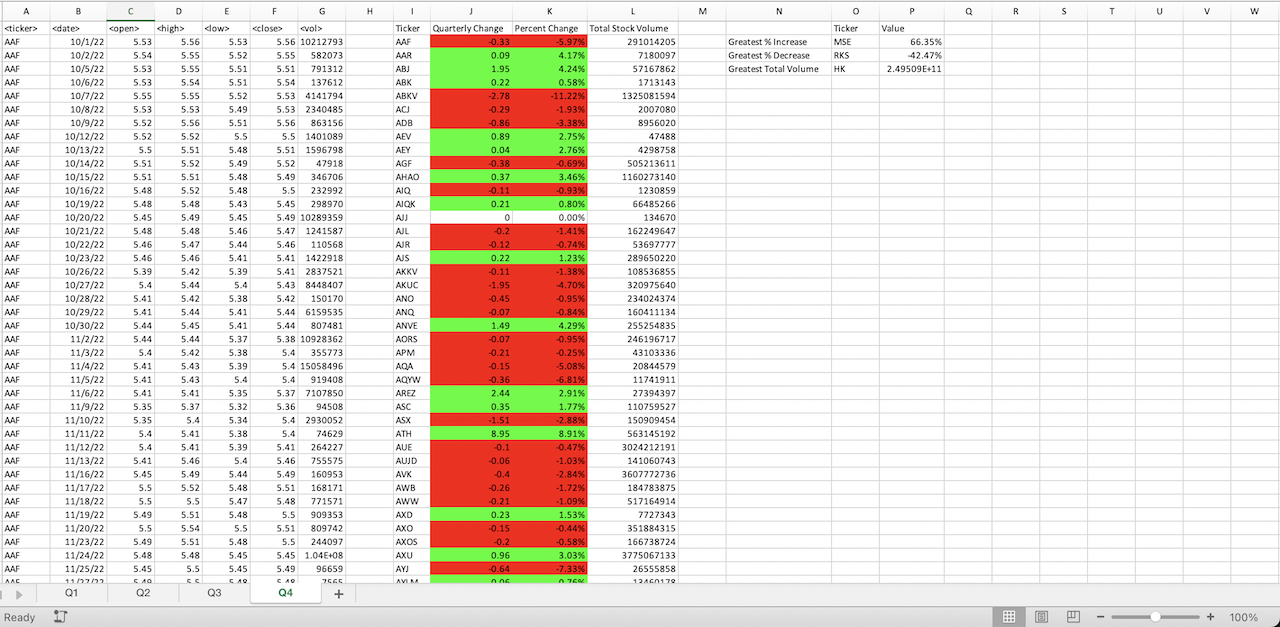 A B C D E F G H I J K L M N O P Q R S T U V W
<ticker> <date> <open> <high> <low> <close> <vol> Ticker Quarterly Change Percent Change Total Stock Volume Ticker Value
AAF 10/1/22 5.53 5.56 5.53 5.56 10212793 AAF -0.33 -5.97% 291014205 Greatest % Increase MSE 66.35%
AAF 10/2/22 5.54 5.55 5.52 5.55 582073 AAR 0.09 4.17% 7180097 Greatest % Decrease RKS -42.47%
AAF 10/5/22 5.55 5.55 5.51 5.51 791312 ABJ 1.95 4.24% 57167862 Greatest Total Volume HK 2.49509E+11
AAF 10/6/22 5.53 5.54 5.51 5.54 137612 ABK 0.22 0.58% 1713143
AAF 10/7/22 5.55 5.55 5.52 5.53 4141794 ABKV -2.78 -11.22% 1325081594
AAF 10/8/22 5.53 5.53 5.49 5.53 2340485 ACJ -0.29 -1.93% 2007080
AAF 10/9/22 5.52 5.56 5.51 5.56 863156 ADB -0.86 -3.38% 8956020
AAF 10/12/22 5.52 5.52 5.5 5.5 1401089 AEV 0.89 2.75% 47488
AAF 10/13/22 5.5 5.51 5.48 5.51 1596798 AEY 0.04 2.76% 4298758
AAF 10/14/22 5.51 5.52 5.49 5.52 47918 AGF -0.38 -0.69% 505213611
AAF 10/15/22 5.51 5.51 5.48 5.49 346706 AHAO 0.37 3.46% 1160273140
AAF 10/16/22 5.48 5.52 5.48 5.5 232992 AIQ -0.11 -0.93% 1230859
AAF 10/19/22 5.48 5.48 5.43 5.45 298970 AIQK 0.21 0.80% 66485266
AAF 10/20/22 5.45 5.49 5.45 5.49 10289359 AJJ 0 0.00% 134670
AAF 10/21/22 5.48 5.48 5.46 5.47 1241587 AJL -0.2 -1.41% 162249647
AAF 10/22/22 5.46 5.47 5.44 5.46 110568 AJR -0.12 -0.74% 53697777
AAF 10/23/22 5.46 5.46 5.41 5.41 1422918 AJS 0.22 1.23% 289650220
AAF 10/26/22 5.39 5.42 5.39 5.41 2837521 AKKV -0.11 -1.38% 108536855
AAF 10/27/22 5.4 5.44 5.4 5.43 8448407 AKUC -1.95 -4.70% 320975640
AAF 10/28/22 5.41 5.42 5.38 5.42 150170 ANO -0.45 -0.95% 234024374
AAF 10/29/22 5.41 5.44 5.41 5.44 6159535 ANQ -0.07 -0.84% 160411134
AAF 10/30/22 5.44 5.45 5.41 5.44 807481 ANVE 1.49 4.29% 255254835
AAF 11/2/22 5.44 5.44 5.37 5.38 10928362 AORS -0.07 -0.95% 246196717
AAF 11/3/22 5.4 5.42 5.38 5.4 355773 APM -0.21 -0.25% 43103336
AAF 11/4/22 5.41 5.43 5.39 5.4 15058496 AQA -0.15 -5.08% 20844579
AAF 11/5/22 5.41 5.43 5.4 5.4 919408 AQYW -0.36 -6.81% 11741911
AAF 11/6/22 5.41 5.41 5.35 5.37 7107850 AREZ 2.44 2.91% 27394397
AAF 11/9/22 5.35 5.37 5.32 5.36 94508 ASC 0.35 1.77% 110759527
AAF 11/10/22 5.35 5.4 5.34 5.4 2930052 ASX -1.51 -2.88% 150909454
AAF 11/11/22 5.4 5.41 5.38 5.4 74629 ATH 8.95 8.91% 563145192
AAF 11/12/22 5.4 5.41 5.39 5.41 264227 AUE -0.1 -0.47% 3024212191
AAF 11/13/22 5.41 5.46 5.4 5.46 755575 AUJD -0.06 -1.03% 141060743
AAF 11/16/22 5.45 5.49 5.44 5.49 160953 AVK -0.4 -2.84% 3607772736
AAF 11/17/22 5.5 5.52 5.48 5.51 168171 AWB -0.26 -1.72% 184783875
AAF 11/18/22 5.5 5.5 5.47 5.48 771571 AWW -0.21 -1.09% 517164914
AAF 11/19/22 5.49 5.51 5.48 5.5 909353 AXD 0.23 1.53% 7727343
AAF 11/20/22 5.5 5.54 5.5 5.51 809742 AXO -0.15 -0.44% 351884315
AAF 11/23/22 5.49 5.51 5.48 5.5 244097 AXOS -0.2 -0.58% 166738724
AAF 11/24/22 5.48 5.48 5.45 5.45 1.04E+08 AXU 0.96 3.03% 3775067133
AAF 11/25/22 5.45 5.5 5.45 5.49 96659 AYJ -0.64 -7.33% 26555858
Q1 Q2 Q3 Q4 +
Ready 100%